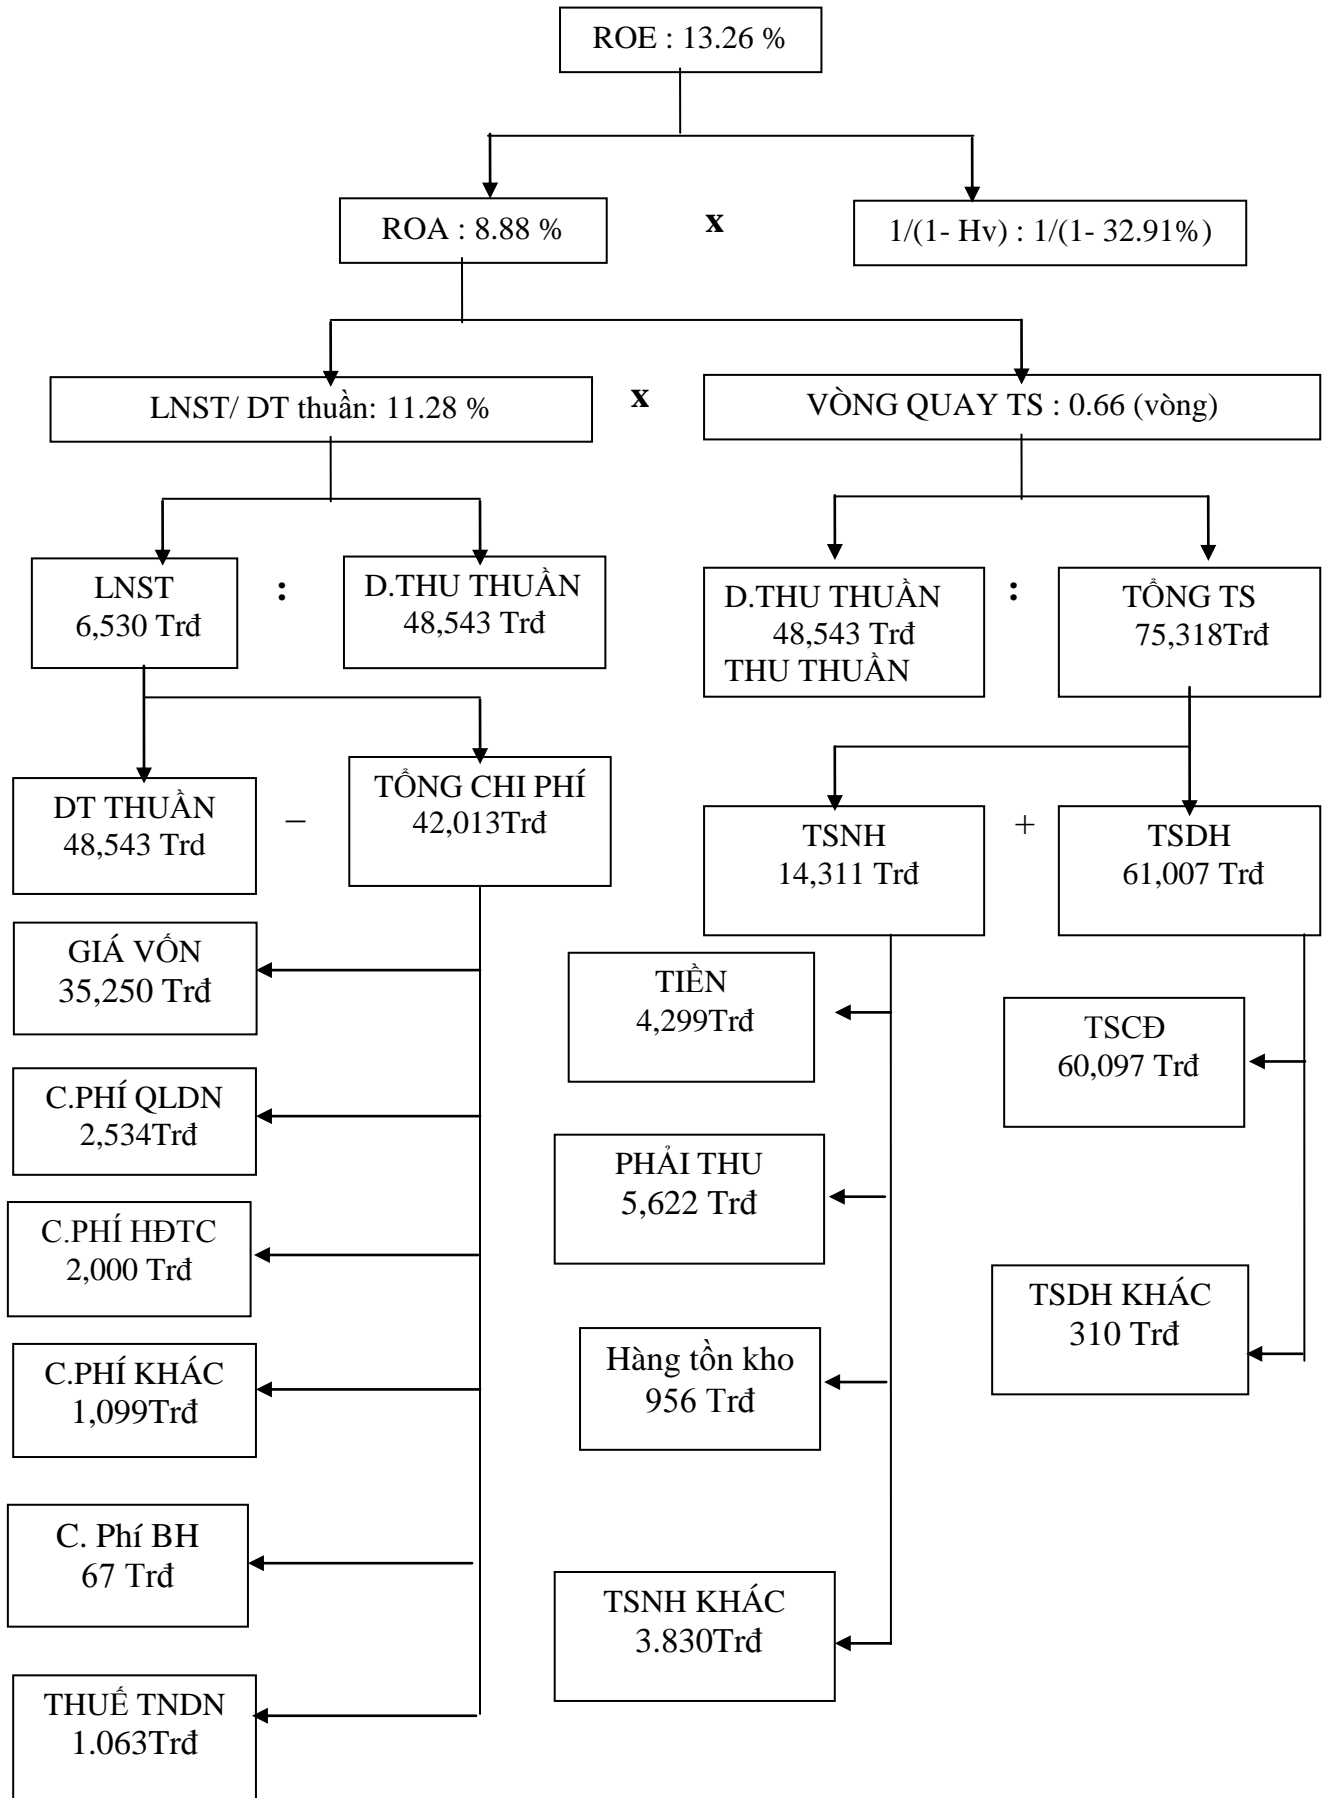 ROE : 13.26 %
ROA : 8.88 %
x
1/(1- Hv) : 1/(1- 32.91%)
LNST/ DT thuần: 11.28 %
x
VÒNG QUAY TS : 0.66 (vòng)
LNST
6,530 Trđ
:
D.THU THUẦN
48,543 Trđ
D.THU THUẦN
48,543 Trđ
THU THUẦN
:
TỔNG TS
75,318Trđ
DT THUẦN
48,543 Trd
–
TỔNG CHI PHÍ
42,013Trđ
TSNH
14,311 Trđ
+
TSDH
61,007 Trđ
GIÁ VỐN
35,250 Trđ
TIỀN
4,299Trđ
TSCĐ
60,097 Trđ
C.PHÍ QLDN
2,534Trđ
PHẢI THU
5,622 Trđ
C.PHÍ HĐTC
2,000 Trđ
TSDH KHÁC
310 Trđ
C.PHÍ KHÁC
1,099Trđ
Hàng tồn kho
956 Trđ
C. Phí BH
67 Trđ
TSNH KHÁC
3.830Trđ
THUẾ TNDN
1.063Trđ